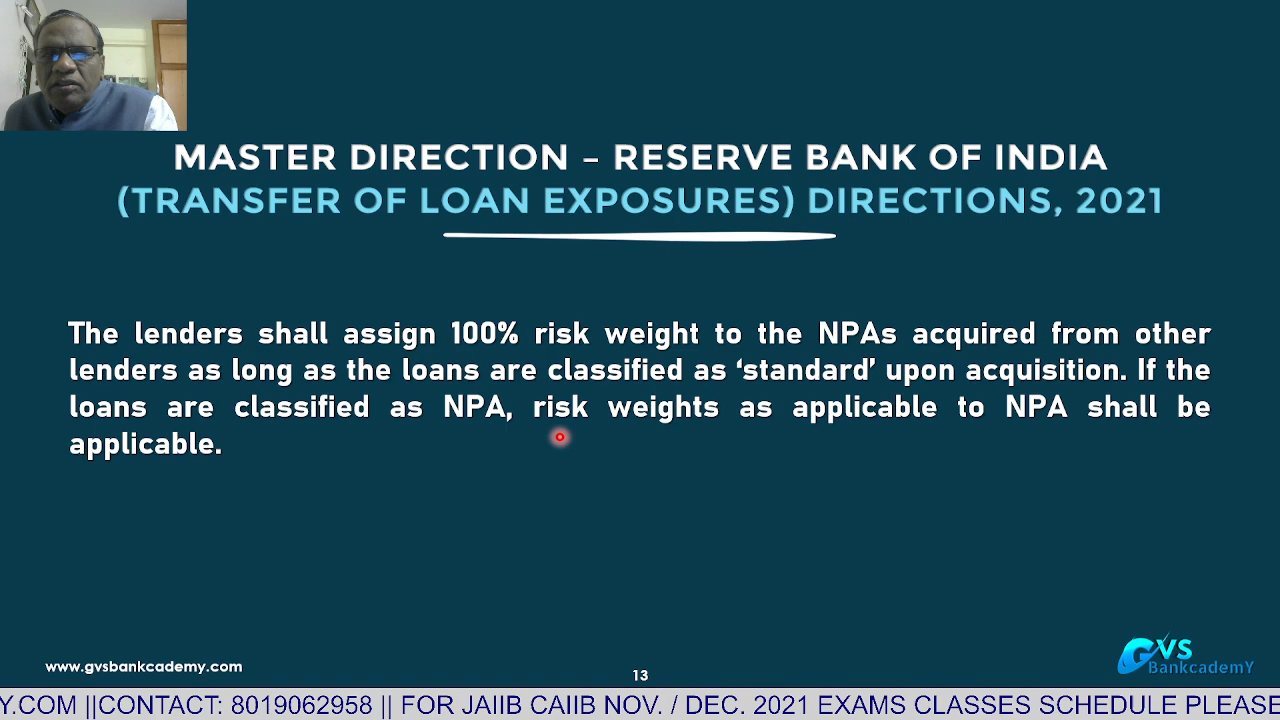 MASTER DIRECTION – RESERVE BANK OF INDIA
(TRANSFER OF LOAN EXPOSURES) DIRECTIONS, 2021
The lenders shall assign 100% risk weight to the NPAs acquired from other
lenders as long as the loans are classified as ‘standard’ upon acquisition. If the
loans are classified as NPA, risk weights as applicable to NPA shall be
applicable.
www.gvsbankcademy.com
13
GVS
BankcademY
Y.COM ||CONTACT: 8019062958 || FOR JAIIB CAIIB NOV. / DEC. 2021 EXAMS CLASSES SCHEDULE PLEASE